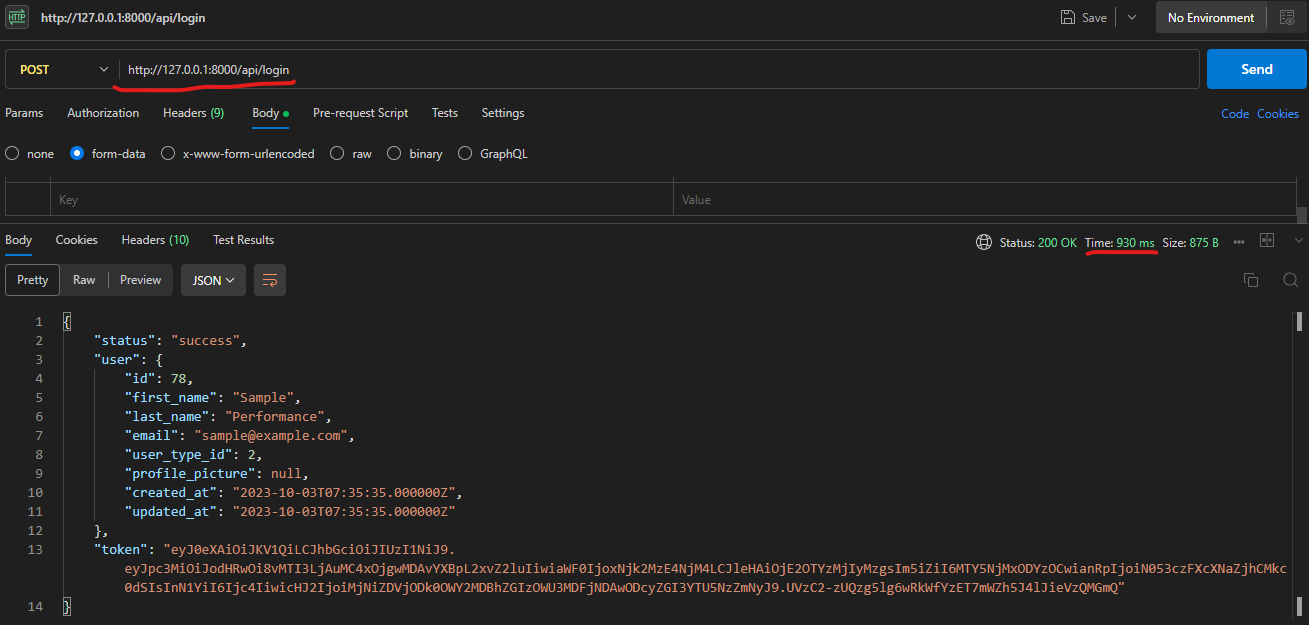 HTTP http://127.0.0.1:8000/api/login Save No Environment
POST http://127.0.0.1:8000/api/login Send
Params Authorization Headers (9) Body Pre-request Script Tests Settings Code Cookies
none form-data x-www-form-urlencoded raw binary GraphQL
Key Value
Body Cookies Headers (10) Test Results Status: 200 OK Time: 930 ms Size: 875 B
Pretty Raw Preview JSON
1 {
2 "status": "success",
3 "user": {
4 "id": 78,
5 "first_name": "Sample",
6 "last_name": "Performance",
7 "email": "sample@example.com",
8 "user_type_id": 2,
9 "profile_picture": null,
10 "created_at": "2023-10-03T07:35:35.000000Z",
11 "updated_at": "2023-10-03T07:35:35.000000Z"
12 },
13 "token": "eyJ0eXAiOiJKV1QiLCJhbGciOiJIUzI1NiJ9.
eyJpc3MiOiJodHRwOi8vMTI3LjAuMC4xOjgwMDAvYXBpL2xvZ2luIiwiaWF0IjoxNjk2MzE4NjM4LCJleHAiOjE2OTYzMjIyMzgsIm5iZiI6MTY5NjMxODYzOCwianRpIjoiN053czFXcXNaZjhCMkc
0dSIsInN1YiI6Ijc4IiwicHJ2IjoiMjNiZDVjODk0OWY2MDBhZGIzOWU3MDFjNDAwODcyZGI3YTU5NzZmNyJ9.UVzC2-zUQzg5lg6wRkWfYzET7mWZh5J4lJieVzQMGmQ"
14 }